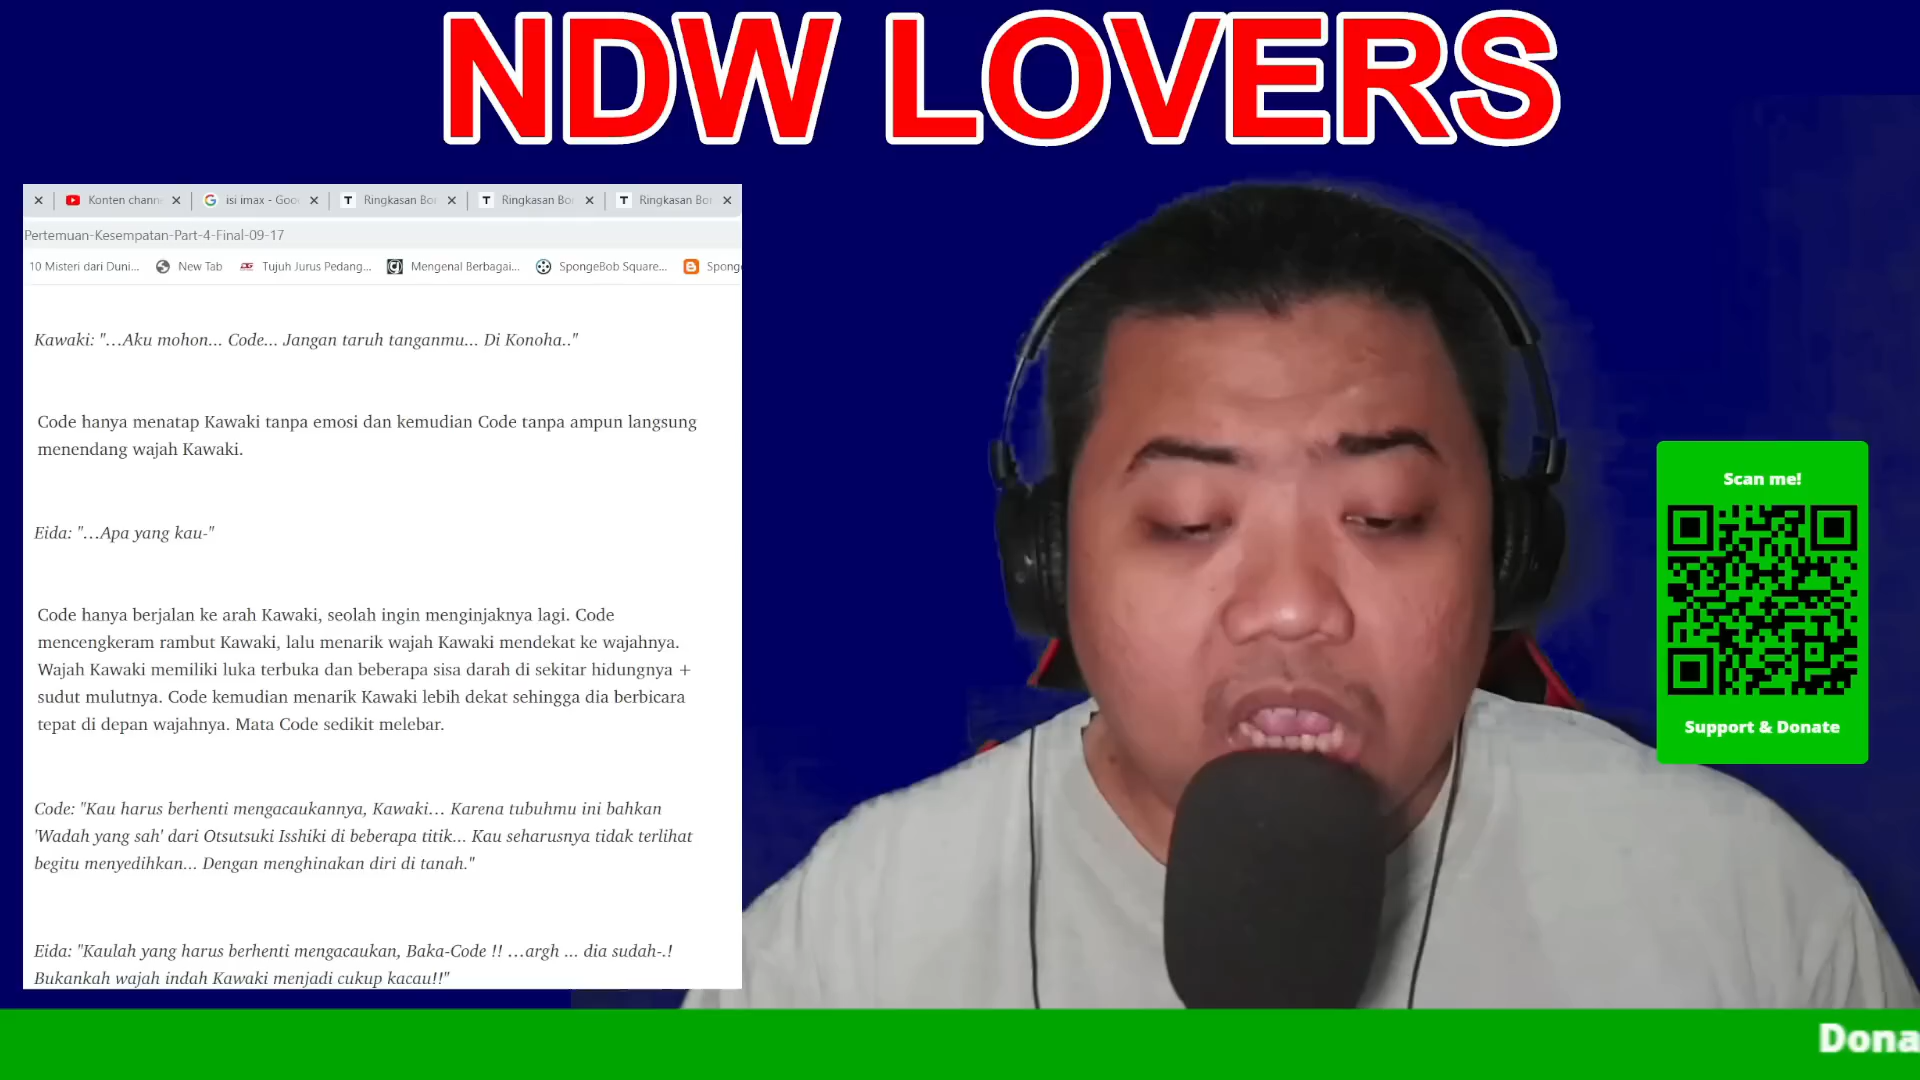 NDW LOVERS
Konten chann
isi imax - Goo
Ringkasan Bo
Ringkasan Bo
Ringkasan Bo
Pertemuan-Kesempatan-Part-4-Final-09-17
10 Misteri dari Duni... New Tab Tujuh Jurus Pedang... Mengenal Berbagai... SpongeBob Square... Spong
Kawaki: "...Aku mohon... Code... Jangan taruh tanganmu... Di Konoha.."
Code hanya menatap Kawaki tanpa emosi dan kemudian Code tanpa ampun langsung
menendang wajah Kawaki.
Eida: "...Apa yang kau-"
Code hanya berjalan ke arah Kawaki, seolah ingin menginjaknya lagi. Code
mencengkeram rambut Kawaki, lalu menarik wajah Kawaki mendekat ke wajahnya.
Wajah Kawaki memiliki luka terbuka dan beberapa sisa darah di sekitar hidungnya +
sudut mulutnya. Code kemudian menarik Kawaki lebih dekat sehingga dia berbicara
tepat di depan wajahnya. Mata Code sedikit melebar.
Code: "Kau harus berhenti mengacaukannya, Kawaki... Karena tubuhmu ini bahkan
'Wadah yang sah' dari Otsutsuki Isshiki di beberapa titik... Kau seharusnya tidak terlihat
begitu menyedihkan... Dengan menghinakan diri di tanah."
Eida: "Kaulah yang harus berhenti mengacaukan, Baka-Code !! ...argh ... dia sudah-.!
Bukankah wajah indah Kawaki menjadi cukup kacau!!"
Scan me!
Support & Donate
Dona